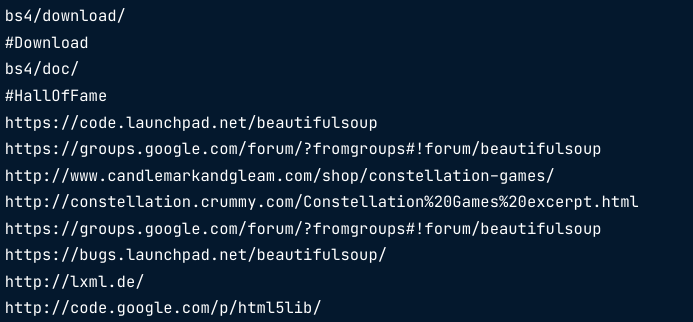 bs4/download/
#Download
bs4/doc/
#HallOfFame
https://code.launchpad.net/beautifulsoup
https://groups.google.com/forum/?fromgroups#!forum/beautifulsoup
http://www.candlemarkandgleam.com/shop/constellation-games/
http://constellation.crummy.com/Constellation%20Games%20excerpt.html
https://groups.google.com/forum/?fromgroups#!forum/beautifulsoup
https://bugs.launchpad.net/beautifulsoup/
http://lxml.de/
http://code.google.com/p/html5lib/